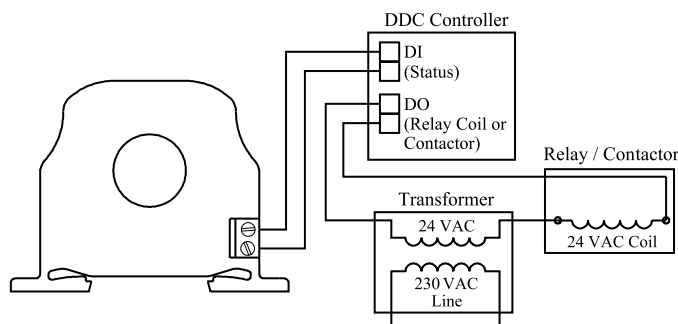 DDC Controller
DI
(Status)
DO
(Relay Coil or
Contactor)
Relay / Contactor
Transformer
24 VAC
24 VAC Coil
230 VAC
Line